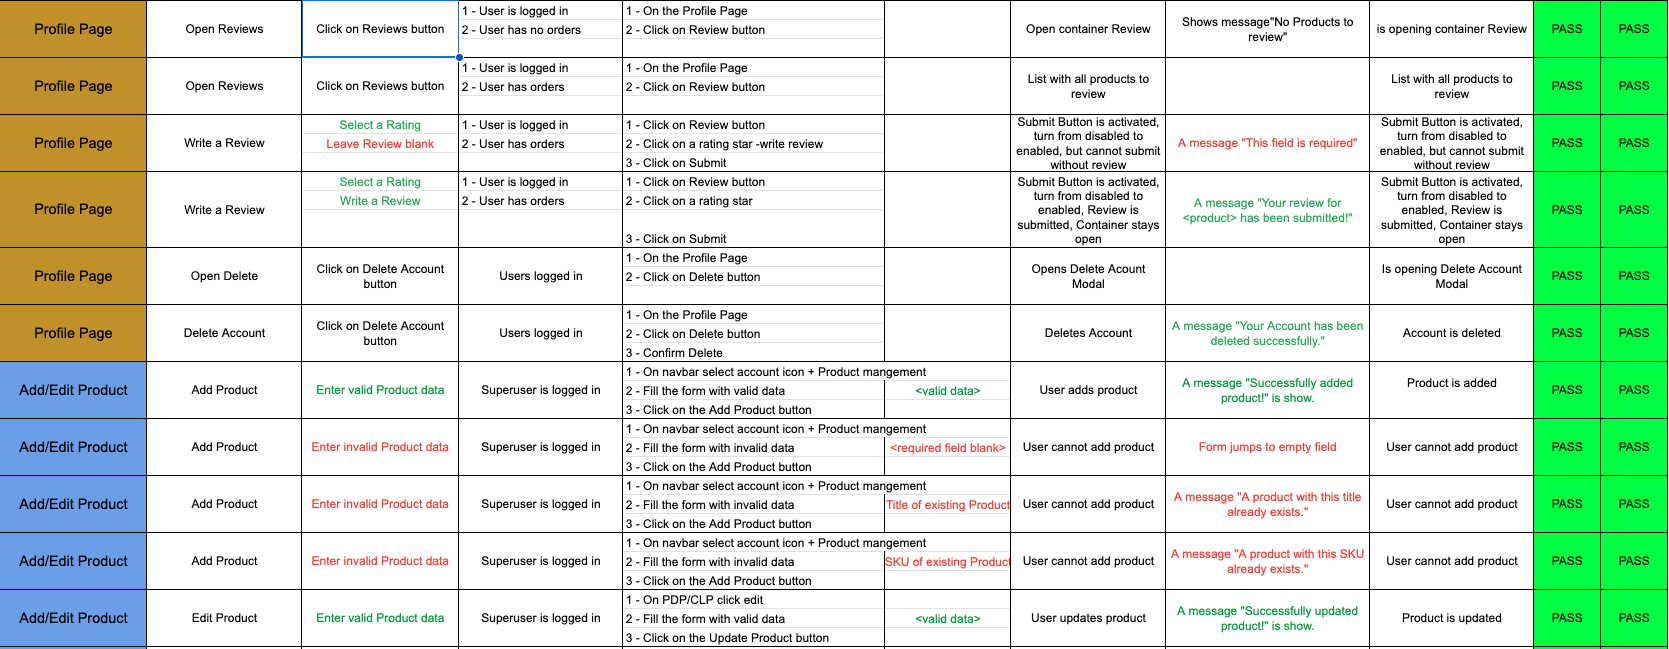 Profile Page
Open Reviews
Click on Reviews button
1 - User is logged in
2 - User has no orders
1 - On the Profile Page
2 - Click on Review button
Open container Review
Shows message"No Products to
review"
is opening container Review
PASS
PASS
Profile Page
Open Reviews
Click on Reviews button
1 - User is logged in
2 - User has orders
1 - On the Profile Page
2 - Click on Review button
List with all products to
review
List with all products to
review
PASS
PASS
Profile Page
Write a Review
Select a Rating
Leave Review blank
1 - User is logged in
2 - User has orders
1 - Click on Review button
2 - Click on a rating star -write review
3 - Click on Submit
Submit Button is activated,
turn from disabled to
enabled, but cannot submit
without review
A message "This field is required"
Submit Button is activated,
turn from disabled to
enabled, but cannot submit
without review
PASS
PASS
Profile Page
Write a Review
Select a Rating
Write a Review
1 - User is logged in
2 - User has orders
1 - Click on Review button
2 - Click on a rating star
3 - Click on Submit
Submit Button is activated,
turn from disabled to
enabled, Review is
submitted, Container stays
open
A message "Your review for
<product> has been submitted!"
Submit Button is activated,
turn from disabled to
enabled, Review is
submitted, Container stays
open
PASS
PASS
Profile Page
Open Delete
Click on Delete Account
button
Users logged in
1 - On the Profile Page
2 - Click on Delete button
Opens Delete Acount
Modal
Is opening Delete Account
Modal
PASS
PASS
Profile Page
Delete Account
Click on Delete Account
button
Users logged in
1 - On the Profile Page
2 - Click on Delete button
3 - Confirm Delete
Deletes Account
A message "Your Account has been
deleted successfully."
Account is deleted
PASS
PASS
Add/Edit Product
Add Product
Enter valid Product data
Superuser is logged in
1 - On navbar select account icon + Product mangement
2 - Fill the form with valid data
3 - Click on the Add Product button
<valid data>
User adds product
A message "Successfully added
product!" is show.
Product is added
PASS
PASS
Add/Edit Product
Add Product
Enter invalid Product data
Superuser is logged in
1 - On navbar select account icon + Product mangement
2 - Fill the form with invalid data
3 - Click on the Add Product button
<required field blank>
User cannot add product
Form jumps to empty field
User cannot add product
PASS
PASS
Add/Edit Product
Add Product
Enter invalid Product data
Superuser is logged in
1 - On navbar select account icon + Product mangement
2 - Fill the form with invalid data
3 - Click on the Add Product button
Title of existing Product
User cannot add product
A message "A product with this title
already exists."
User cannot add product
PASS
PASS
Add/Edit Product
Add Product
Enter invalid Product data
Superuser is logged in
1 - On navbar select account icon + Product mangement
2 - Fill the form with invalid data
3 - Click on the Add Product button
SKU of existing Product
User cannot add product
A message "A product with this SKU
already exists."
User cannot add product
PASS
PASS
Add/Edit Product
Edit Product
Enter valid Product data
Superuser is logged in
1 - On PDP/CLP click edit
2 - Fill the form with valid data
3 - Click on the Update Product button
<valid data>
User updates product
A message "Successfully updated
product!" is show.
Product is updated
PASS
PASS